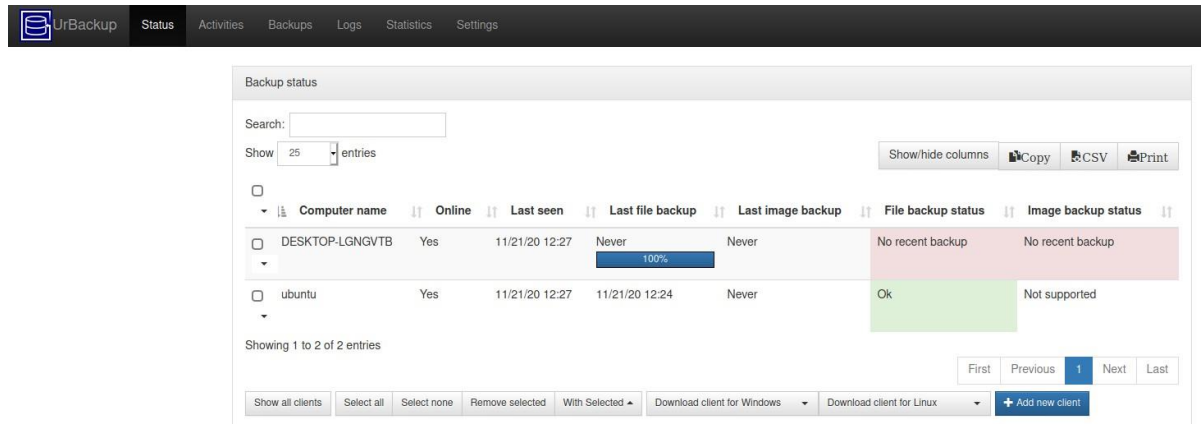 UrBackup Status Activities Backups Logs Statistics Settings
Backup status
Search:
Show 25 entries
Show/hide columns Copy CSV Print
Computer name Online Last seen Last file backup Last image backup File backup status Image backup status
DESKTOP-LGNGVTB Yes 11/21/20 12:27 Never Never No recent backup No recent backup
100%
ubuntu Yes 11/21/20 12:27 11/21/20 12:24 Never Ok Not supported
Showing 1 to 2 of 2 entries
First Previous 1 Next Last
Show all clients Select all Select none Remove selected With Selected Download client for Windows Download client for Linux + Add new client